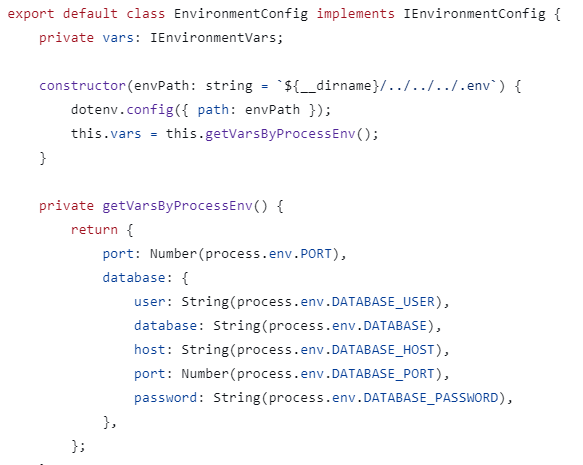 export default class EnvironmentConfig implements IEnvironmentConfig {
    private vars: IEnvironmentVars;

    constructor(envPath: string = `${__dirname}/../../../.env`) {
        dotenv.config({ path: envPath });
        this.vars = this.getVarsByProcessEnv();
    }

    private getVarsByProcessEnv() {
        return {
            port: Number(process.env.PORT),
            database: {
                user: String(process.env.DATABASE_USER),
                database: String(process.env.DATABASE),
                host: String(process.env.DATABASE_HOST),
                port: Number(process.env.DATABASE_PORT),
                password: String(process.env.DATABASE_PASSWORD),
            },
        };